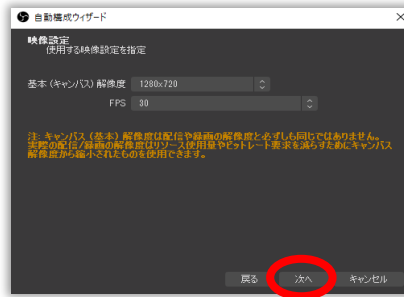 自動構成ウィザード
映像設定
使用する映像設定を指定
基本 (キャンバス) 解像度 1280x720
FPS 30
注: キャンバス (基本) 解像度は配信や録画の解像度と必ずしも同じではありません。
実際の配信/録画の解像度はリソース使用量やビットレート要求を減らすためにキャンバス
解像度から縮小されたものを使用できます。
戻る 次へ キャンセル